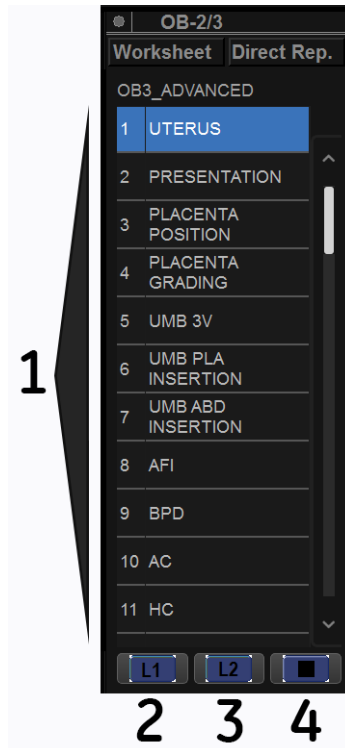 OB-2/3
Worksheet Direct Rep.
OB3_ADVANCED
1 UTERUS
2 PRESENTATION
3 PLACENTA
POSITION
4 PLACENTA
GRADING
5 UMB 3V
6 UMB PLA
INSERTION
7 UMB ABD
INSERTION
8 AFI
9 BPD
10 AC
11 HC
1
L1 L2
2 3 4